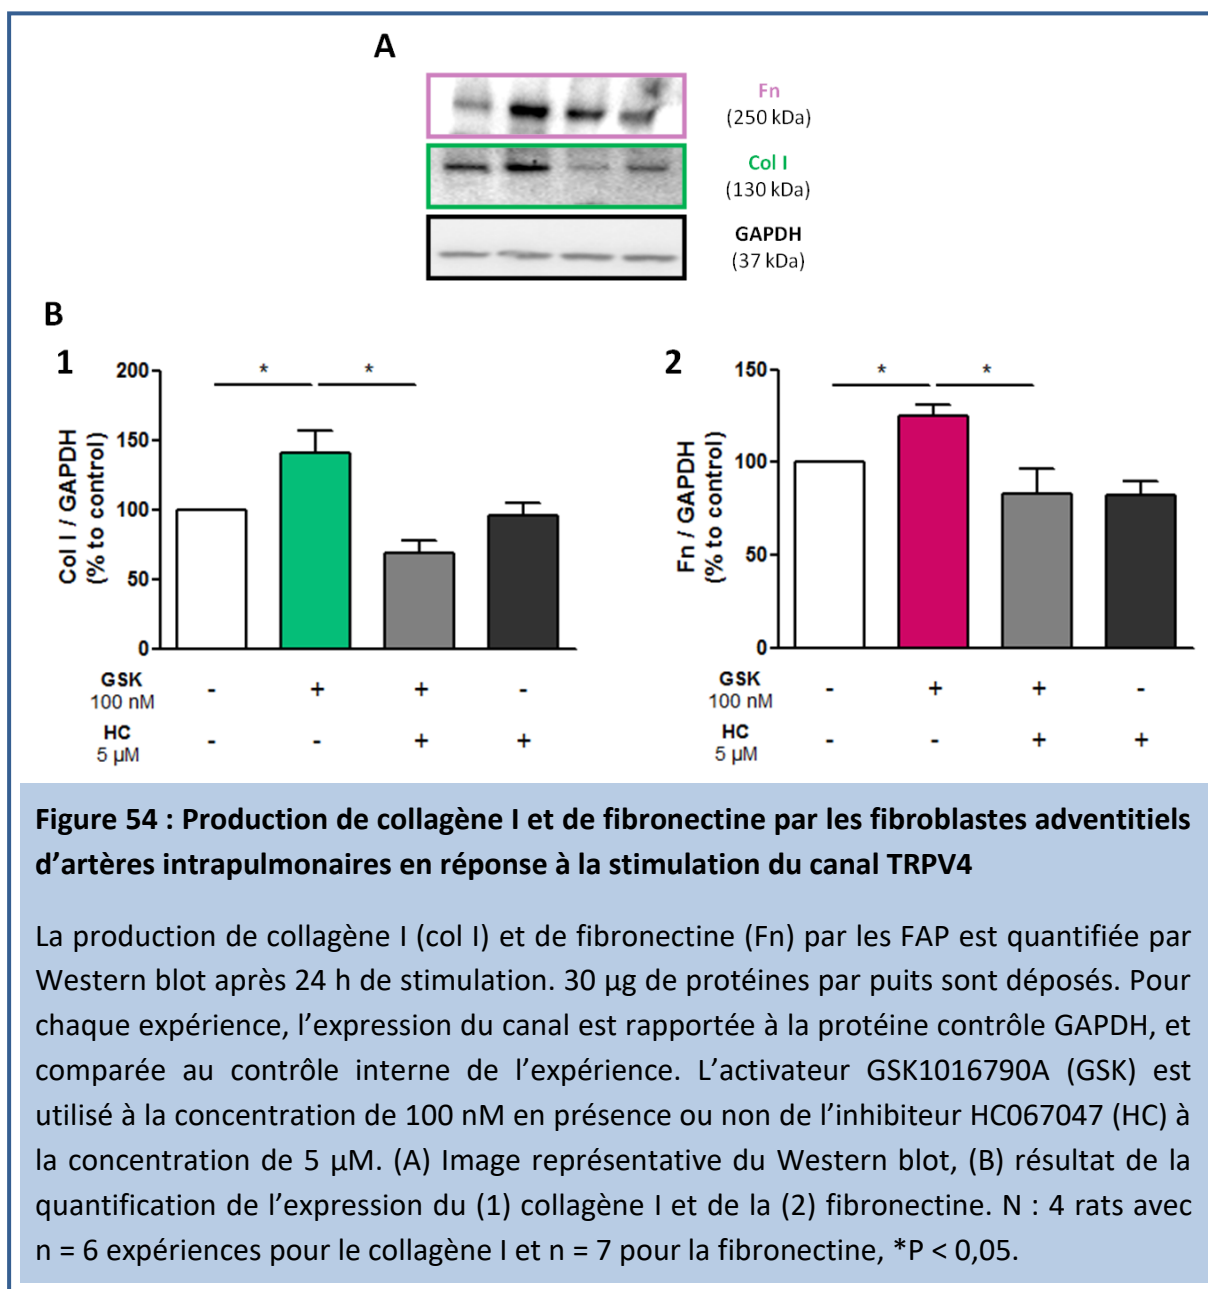 A
Fn
(250 kDa)
Col I
(130 kDa)
GAPDH
(37 kDa)
B
1
Col I / GAPDH
(% to control)
200
150
100
50
0
*
*
GSK
100 nM
- + + -
HC
5 µM
- - + +
2
Fn / GAPDH
(% to control)
150
100
50
0
*
*
GSK
100 nM
- + + -
HC
5 µM
- - + +
Figure 54 : Production de collagène I et de fibronectine par les fibroblastes adventitiels
d’artères intrapulmonaires en réponse à la stimulation du canal TRPV4
La production de collagène I (col I) et de fibronectine (Fn) par les FAP est quantifiée par
Western blot après 24 h de stimulation. 30 µg de protéines par puits sont déposés. Pour
chaque expérience, l’expression du canal est rapportée à la protéine contrôle GAPDH, et
comparée au contrôle interne de l’expérience. L’activateur GSK1016790A (GSK) est
utilisé à la concentration de 100 nM en présence ou non de l’inhibiteur HC067047 (HC) à
la concentration de 5 µM. (A) Image représentative du Western blot, (B) résultat de la
quantification de l’expression du (1) collagène I et de la (2) fibronectine. N : 4 rats avec
n = 6 expériences pour le collagène I et n = 7 pour la fibronectine, *P < 0,05.